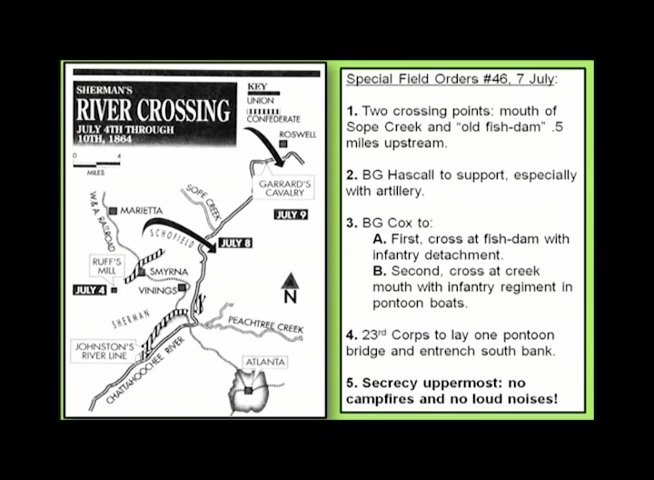 SHERMAN'S
RIVER CROSSING
JULY 4TH THROUGH
10TH, 1864
KEY
UNION
CONFEDERATE
0 4
MILES
ROSWELL
GARRARD'S
CAVALRY
JULY 9
SOPE CREEK
W&A RAILROAD
MARIETTA
SCHOFIELD
JULY 8
RUFF'S
MILL
SMYRNA
JULY 4
VININGS
N
SHERMAN
PEACHTREE CREEK
JOHNSTON'S
RIVER LINE
CHATTAHOOCHEE RIVER
ATLANTA
Special Field Orders #46, 7 July:
1. Two crossing points: mouth of
Sope Creek and “old fish-dam” .5
miles upstream.
2. BG Hascall to support, especially
with artillery.
3. BG Cox to:
A. First, cross at fish-dam with
infantry detachment.
B. Second, cross at creek
mouth with infantry regiment in
pontoon boats.
4. 23rd Corps to lay one pontoon
bridge and entrench south bank.
5. Secrecy uppermost: no
campfires and no loud noises!